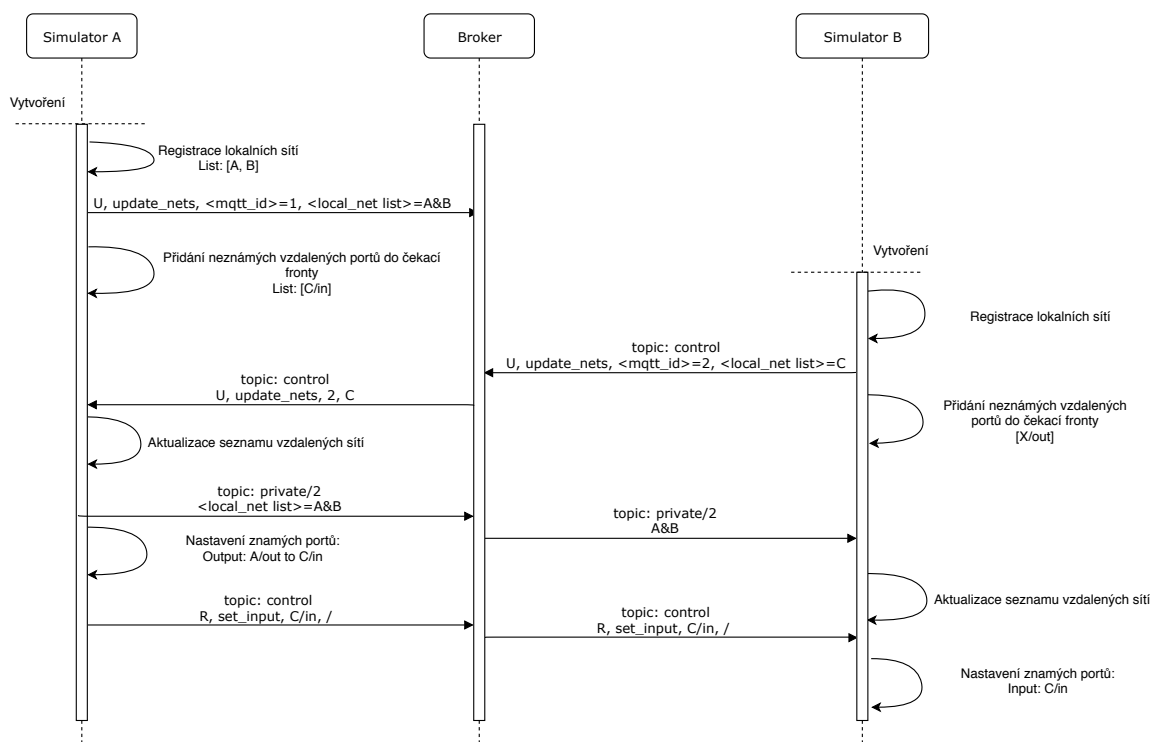 Simulator A
Broker
Simulator B
Vytvoření
Registrace lokalních sítí
List: [A, B]
U, update_nets, <mqtt_id>=1, <local_net list>=A&B
Přidání neznámých vzdalených portů do čekací
fronty
List: [C/in]
Vytvoření
Registrace lokalních sítí
topic: control
U, update_nets, <mqtt_id>=2, <local_net list>=C
topic: control
U, update_nets, 2, C
Přidání neznámých vzdalených
portů do čekací fronty
[X/out]
Aktualizace seznamu vzdalených sítí
topic: private/2
<local_net list>=A&B
topic: private/2
A&B
Nastavení znamých portů:
Output: A/out to C/in
Aktualizace seznamu vzdalených sítí
topic: control
R, set_input, C/in, /
topic: control
R, set_input, C/in, /
Nastavení znamých portů:
Input: C/in